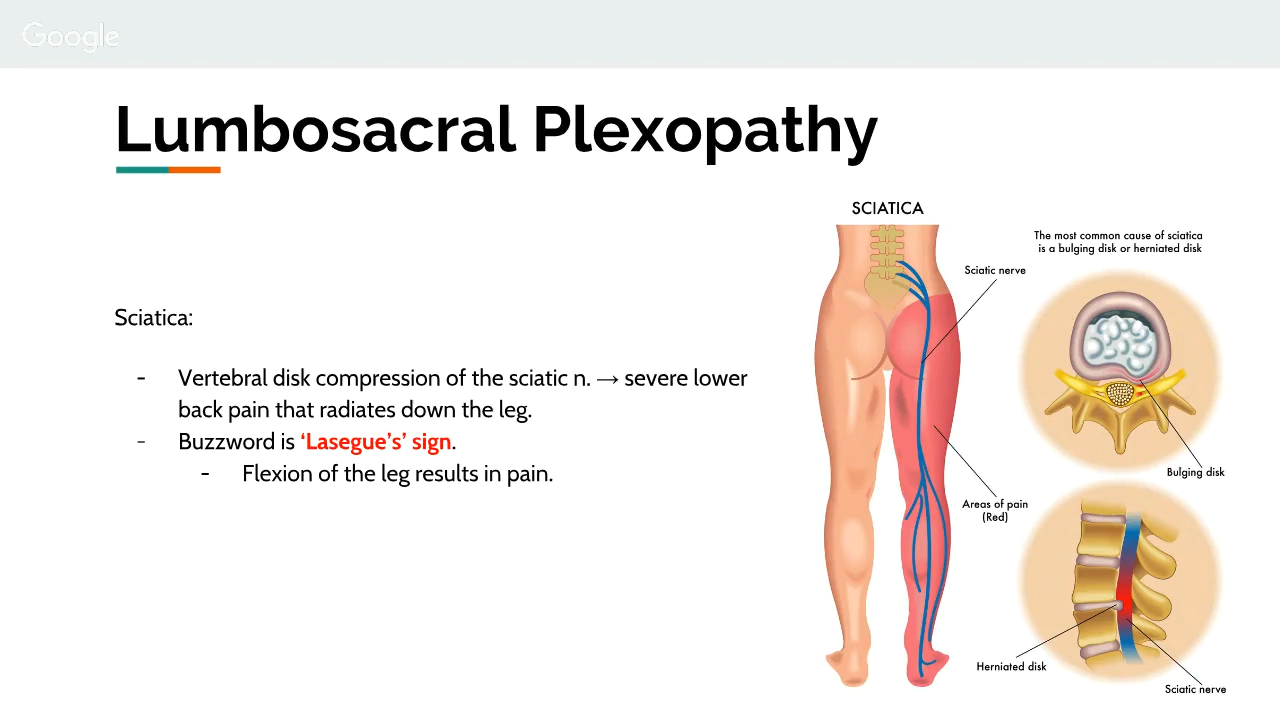 Google
Lumbosacral Plexopathy
Sciatica:
- Vertebral disk compression of the sciatic n. → severe lower
back pain that radiates down the leg.
- Buzzword is ‘Lasegue’s’ sign.
- Flexion of the leg results in pain.
SCIATICA
The most common cause of sciatica
is a bulging disk or herniated disk
Sciatic nerve
Bulging disk
Areas of pain
(Red)
Herniated disk
Sciatic nerve